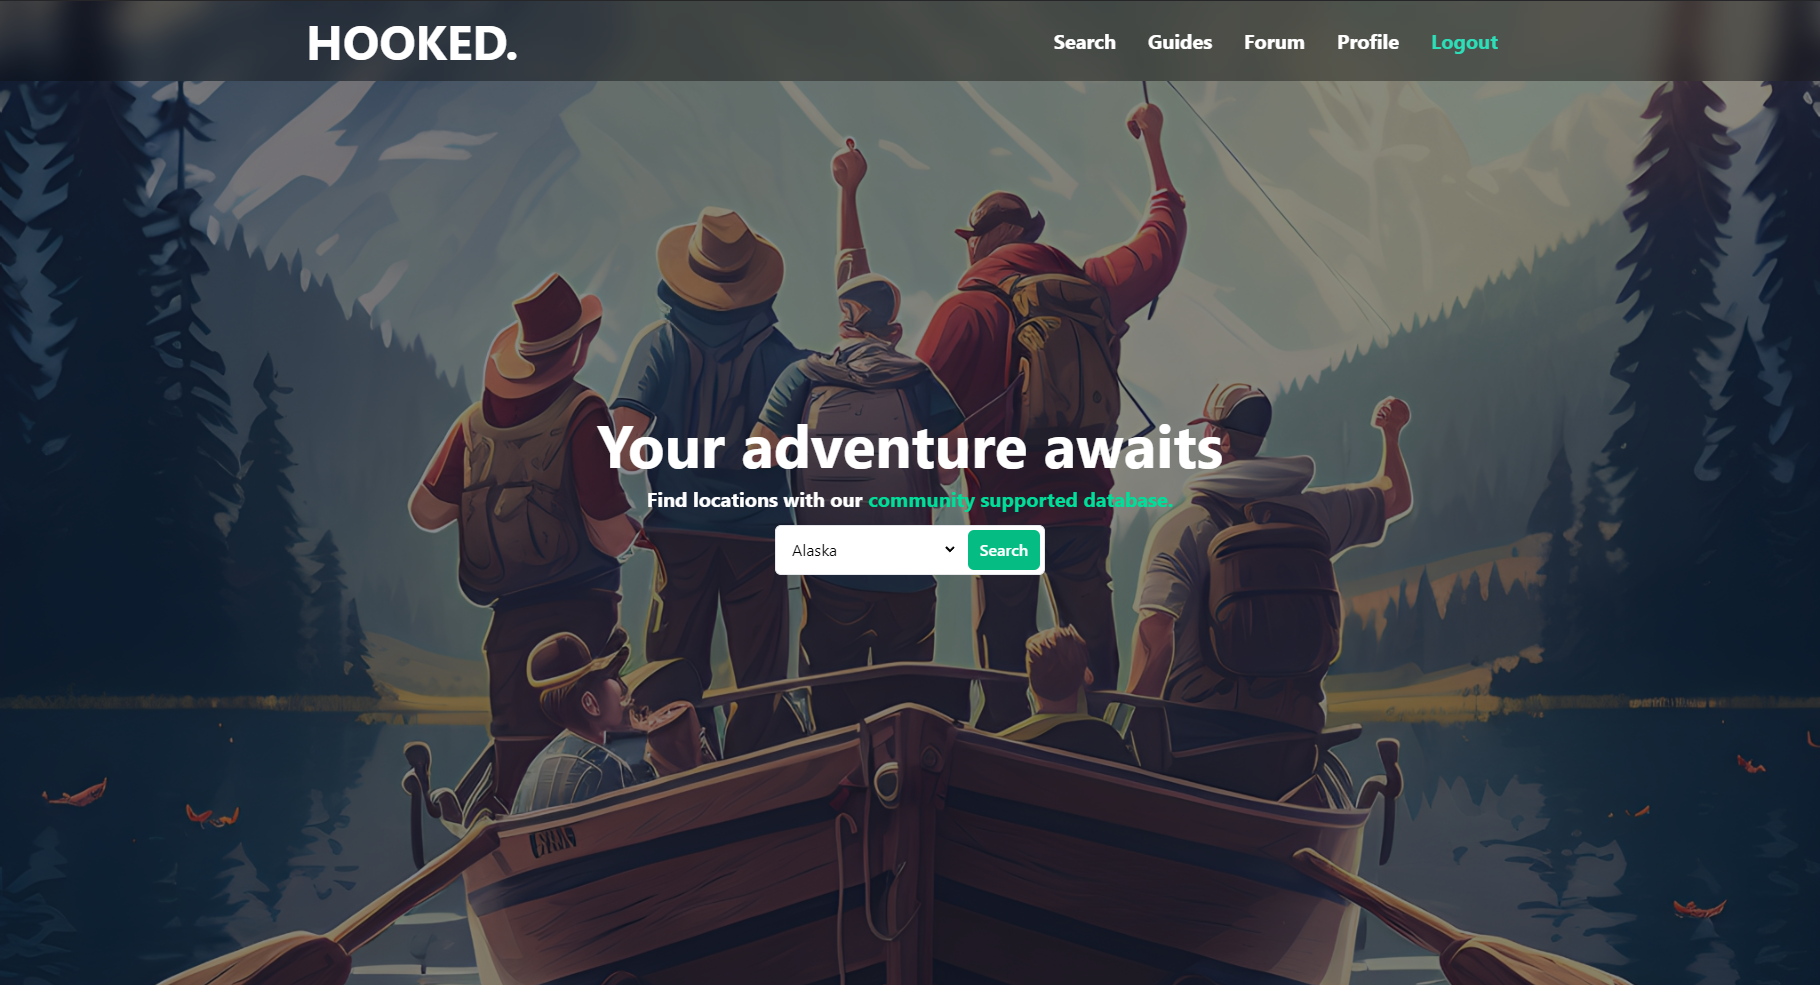 HOOKED.
Search Guides Forum Profile Logout
Your adventure awaits
Find locations with our community supported database.
Alaska Search